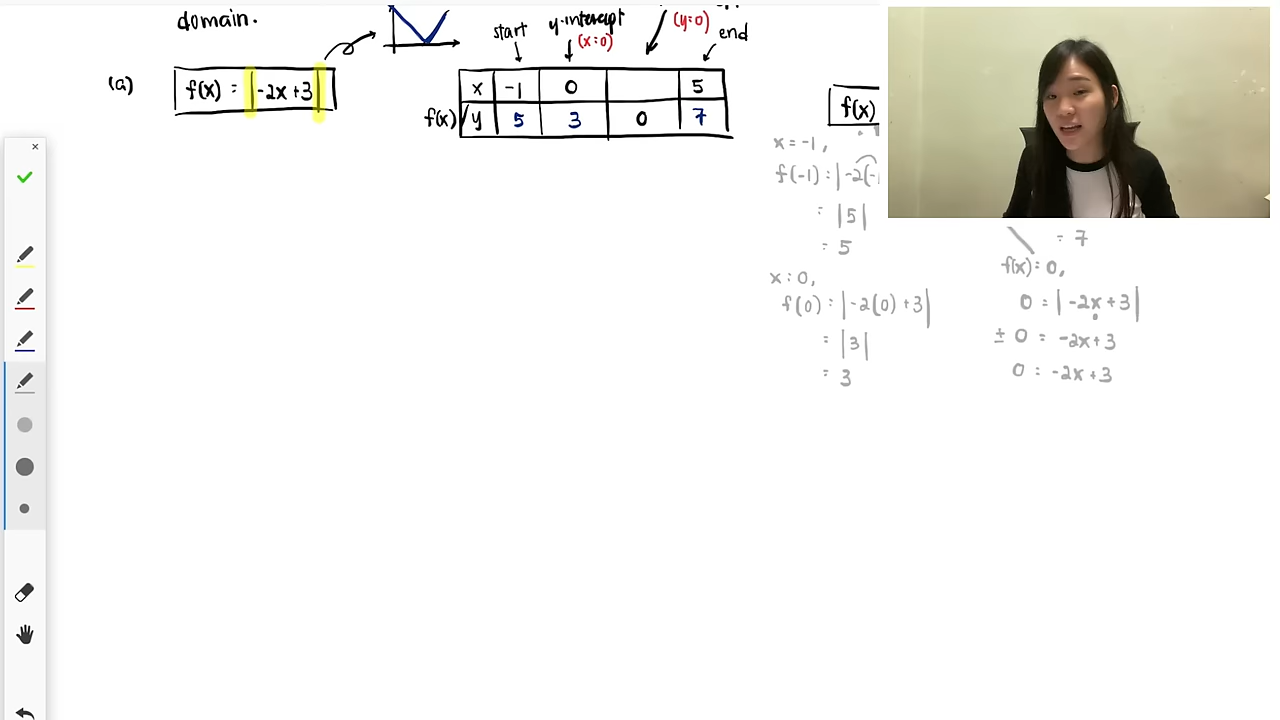 domain.
start
y-intercept
(x=0)
(y=0)
end
(a)
f(x) = |-2x+3|
x -1 0 5
f(x)/y 5 3 0 7
f(x)
x = -1,
f(-1) = |-2(-1
= |5|
= 5
x = 0,
f(0) = |-2(0) +3|
= |3|
= 3
= 7
f(x) = 0,
0 = |-2x+3|
± 0 = -2x+3
0 = -2x+3